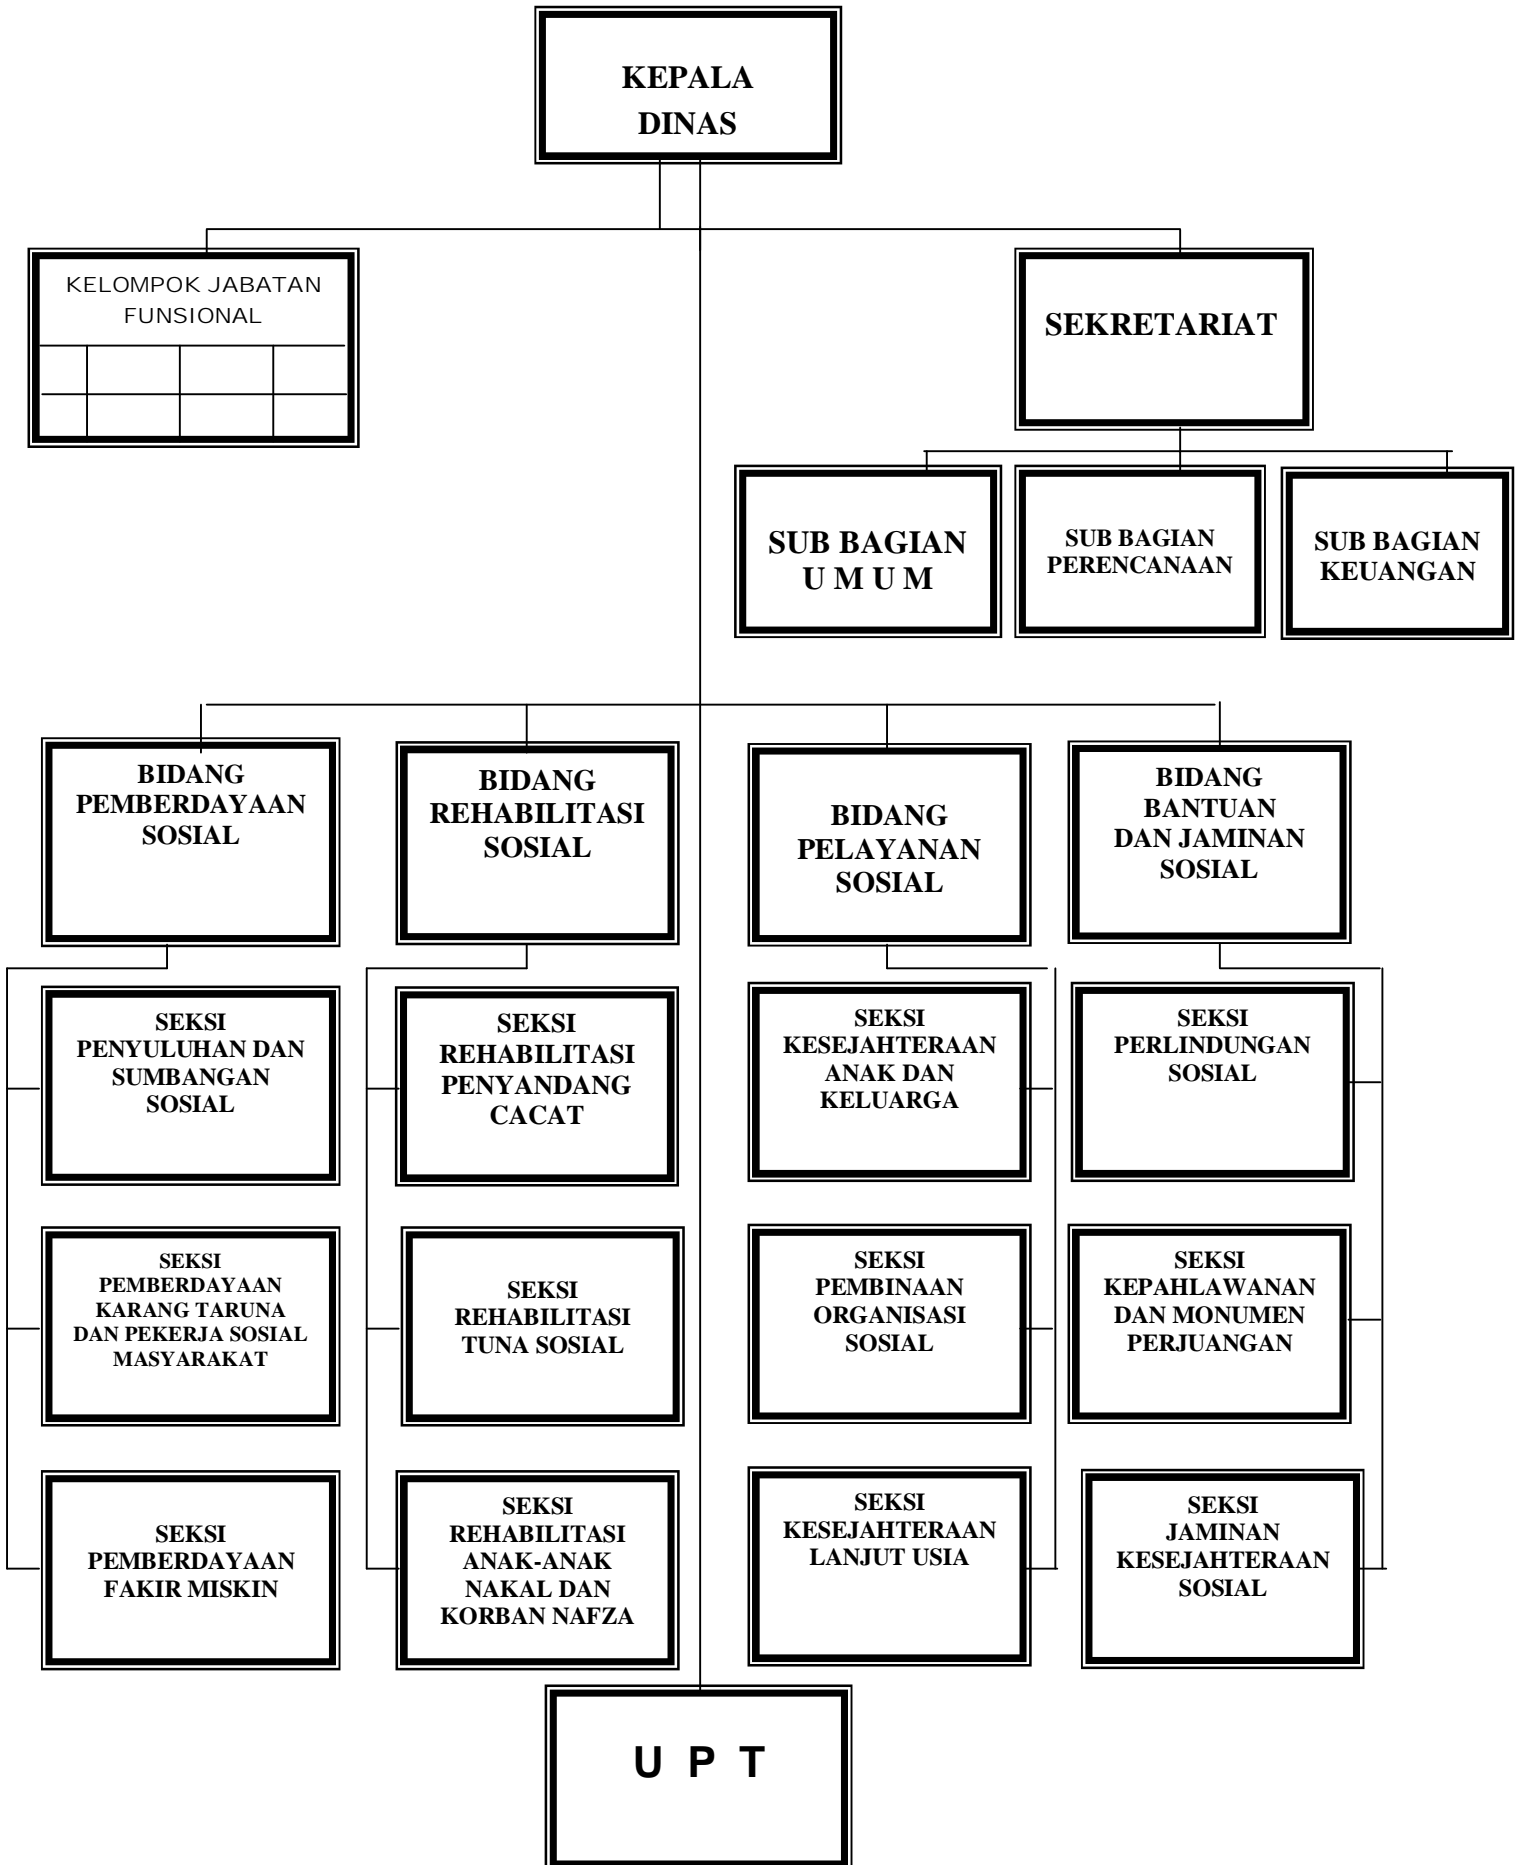 KEPALA
DINAS
KELOMPOK JABATAN
FUNSIONAL
SEKRETARIAT
SUB BAGIAN
U M U M
SUB BAGIAN
PERENCANAAN
SUB BAGIAN
KEUANGAN
BIDANG
PEMBERDAYAAN
SOSIAL
BIDANG
REHABILITASI
SOSIAL
BIDANG
PELAYANAN
SOSIAL
BIDANG
BANTUAN
DAN JAMINAN
SOSIAL
SEKSI
PENYULUHAN DAN
SUMBANGAN
SOSIAL
SEKSI
REHABILITASI
PENYANDANG
CACAT
SEKSI
KESEJAHTERAAN
ANAK DAN
KELUARGA
SEKSI
PERLINDUNGAN
SOSIAL
SEKSI
PEMBERDAYAAN
KARANG TARUNA
DAN PEKERJA SOSIAL
MASYARAKAT
SEKSI
REHABILITASI
TUNA SOSIAL
SEKSI
PEMBINAAN
ORGANISASI
SOSIAL
SEKSI
KEPAHLAWANAN
DAN MONUMEN
PERJUANGAN
SEKSI
PEMBERDAYAAN
FAKIR MISKIN
SEKSI
REHABILITASI
ANAK-ANAK
NAKAL DAN
KORBAN NAFZA
SEKSI
KESEJAHTERAAN
LANJUT USIA
SEKSI
JAMINAN
KESEJAHTERAAN
SOSIAL
U P T